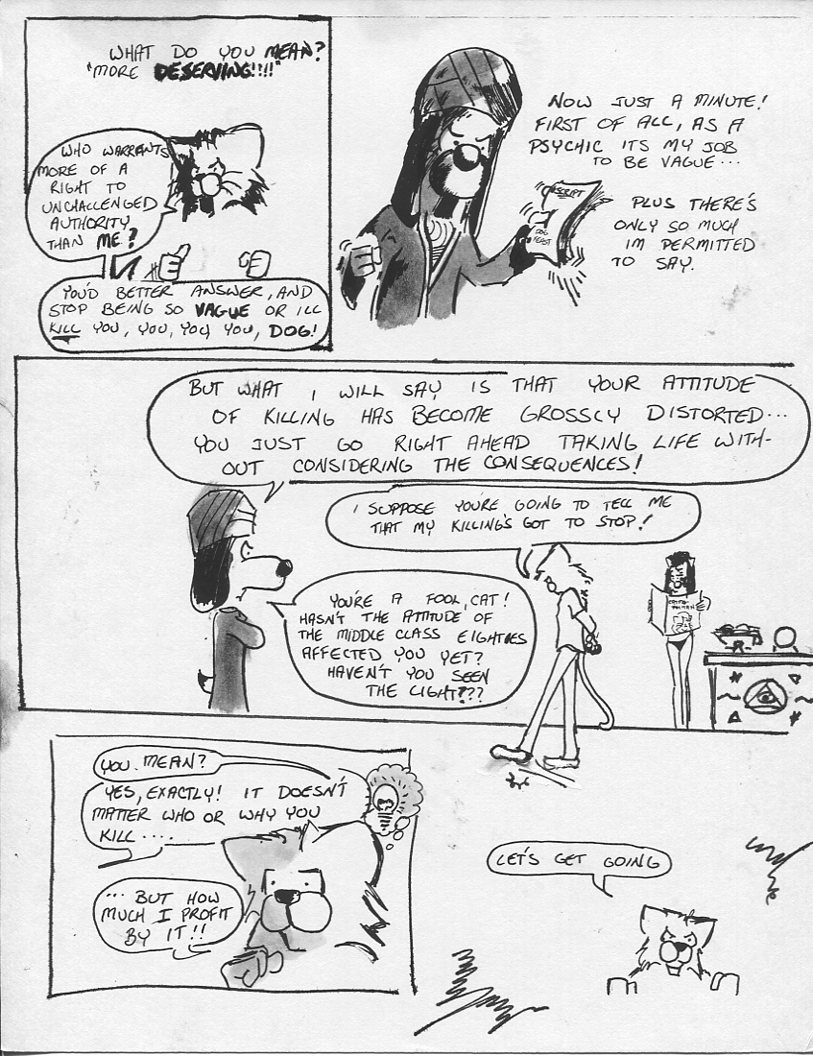 WHAT DO YOU MEAN?
"MORE DESERVING!!!!"
WHO WARRANTS
MORE OF A
RIGHT TO
UNCHALLENGED
AUTHORITY
THAN ME?
YOU'D BETTER ANSWER, AND
STOP BEING SO VAGUE OR ILL
KILL YOU, YOU, YOU, YOU, DOG!
NOW JUST A MINUTE!
FIRST OF ALL, AS A
PSYCHIC ITS MY JOB
TO BE VAGUE...
PLUS THERE'S
ONLY SO MUCH
IM PERMITTED
TO SAY.
SCRIPT
DOG
BUT WHAT I WILL SAY IS THAT YOUR ATTITUDE
OF KILLING HAS BECOME GROSSLY DISTORTED...
YOU JUST GO RIGHT AHEAD TAKING LIFE WITH-
OUT CONSIDERING THE CONSEQUENCES!
I SUPPOSE YOU'RE GOING TO TELL ME
THAT MY KILLING'S GOT TO STOP!
YOU'RE A FOOL, CAT!
HASN'T THE ATTITUDE OF
THE MIDDLE CLASS EIGHTIES
AFFECTED YOU YET?
HAVEN'T YOU SEEN
THE LIGHT???
YOU MEAN?
YES, EXACTLY! IT DOESN'T
MATTER WHO OR WHY YOU
KILL ....
... BUT HOW
MUCH I PROFIT
BY IT!!
LET'S GET GOING